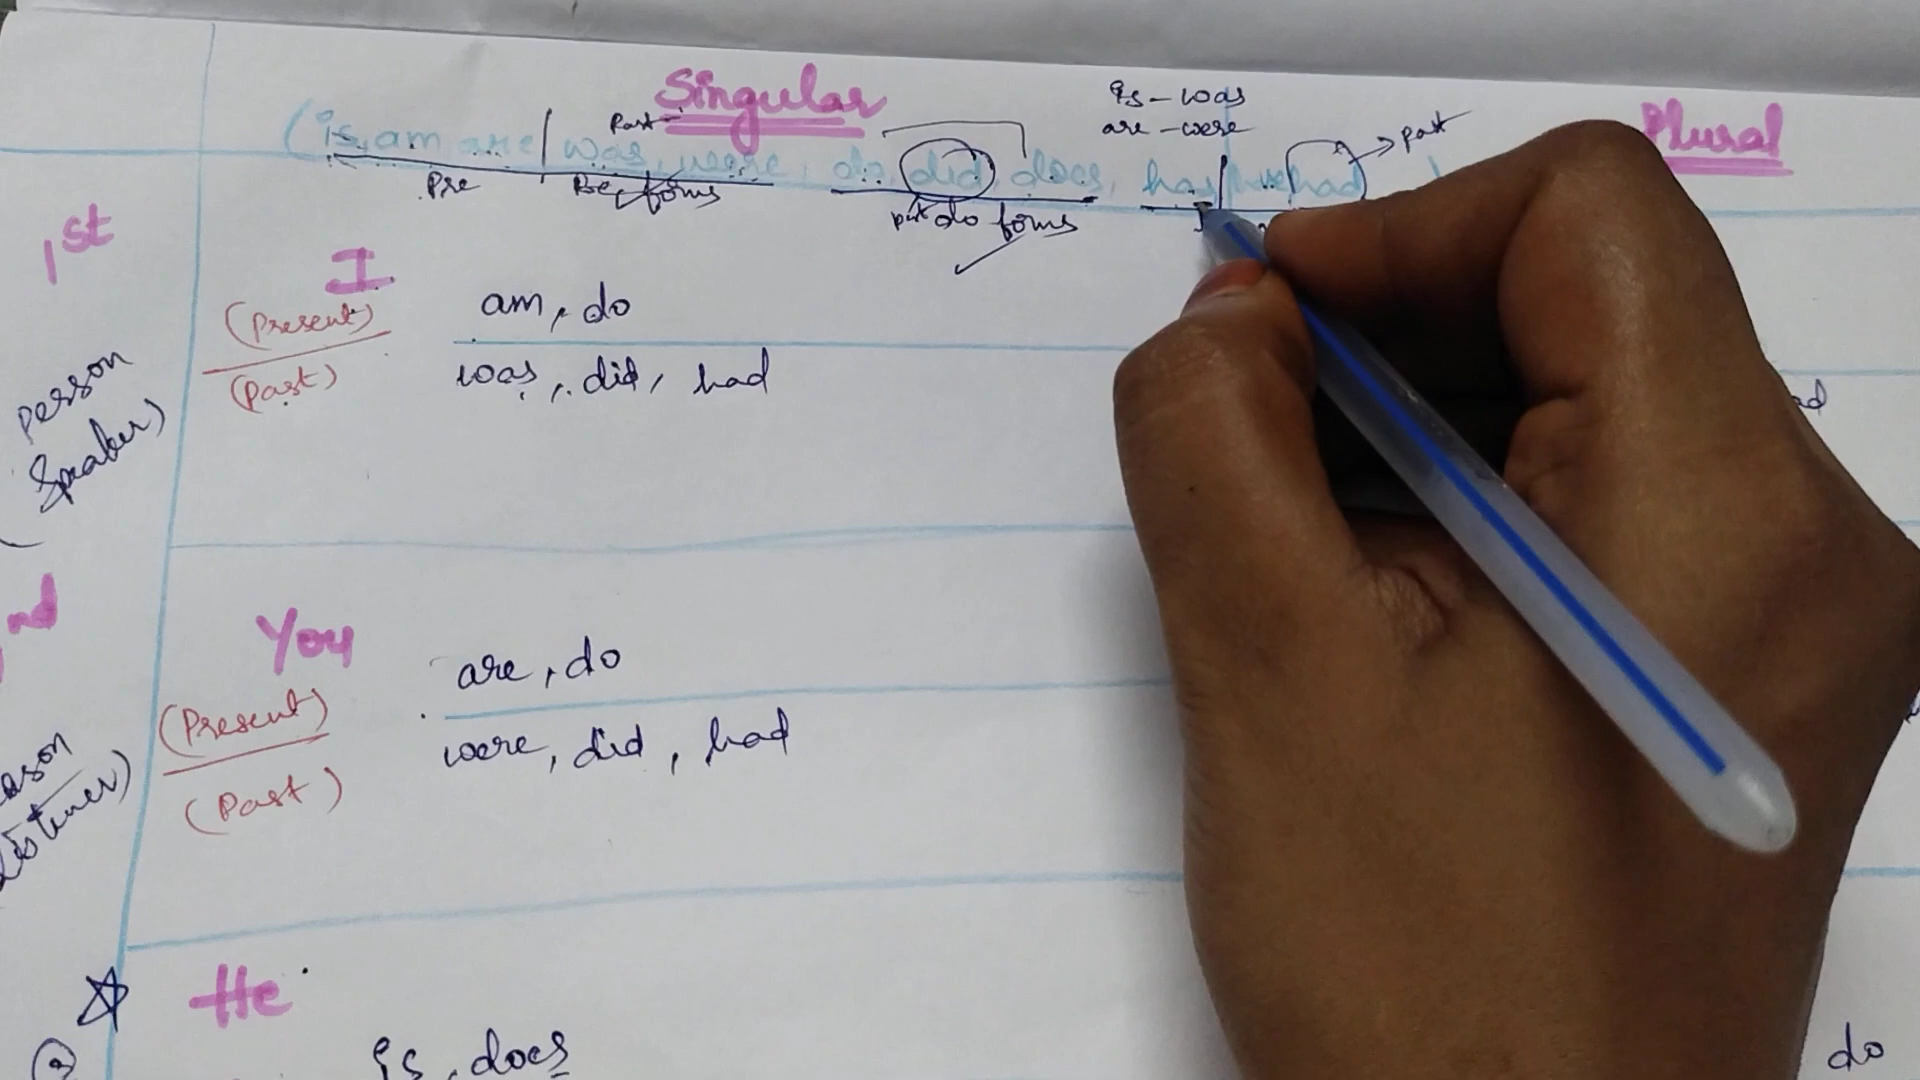 Singular
is - was
are - were
Plural
Past
past
(is, am are / was, were, do, did, does, has have had )
Pre
Be forms
past do forms
1st
I
(Present)
am, do
(Past)
was, did, had
person
Speaker)
nd
You
are, do
(Present)
were, did, had
(Past)
He
is, does
do